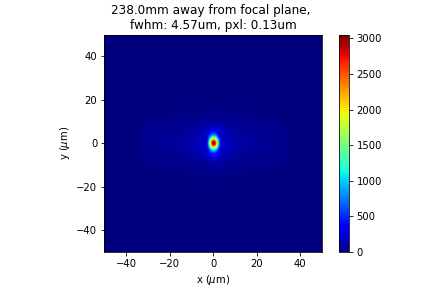 238.0mm away from focal plane,
fwhm: 4.57um, pxl: 0.13um
40
20
0
−20
−40
y (μm)
−40 −20 0 20 40
x (μm)
3000
2500
2000
1500
1000
500
0